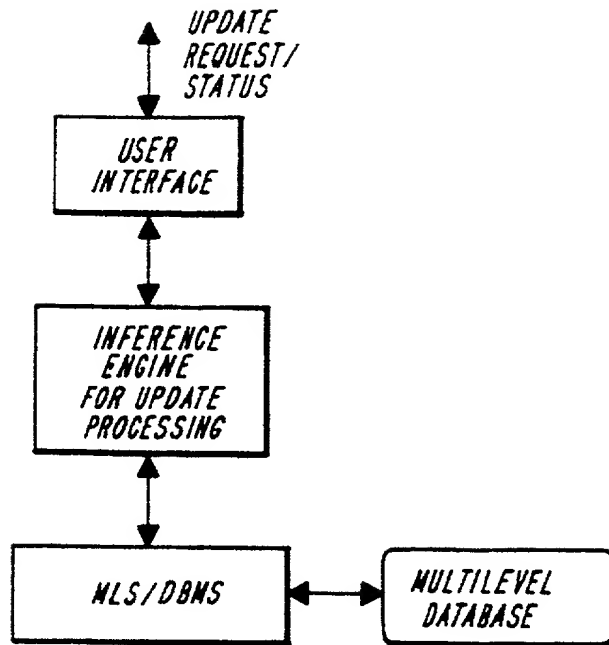 UPDATE
REQUEST/
STATUS
USER
INTERFACE
INFERENCE
ENGINE
FOR UPDATE
PROCESSING
MLS/DBMS
MULTILEVEL
DATABASE